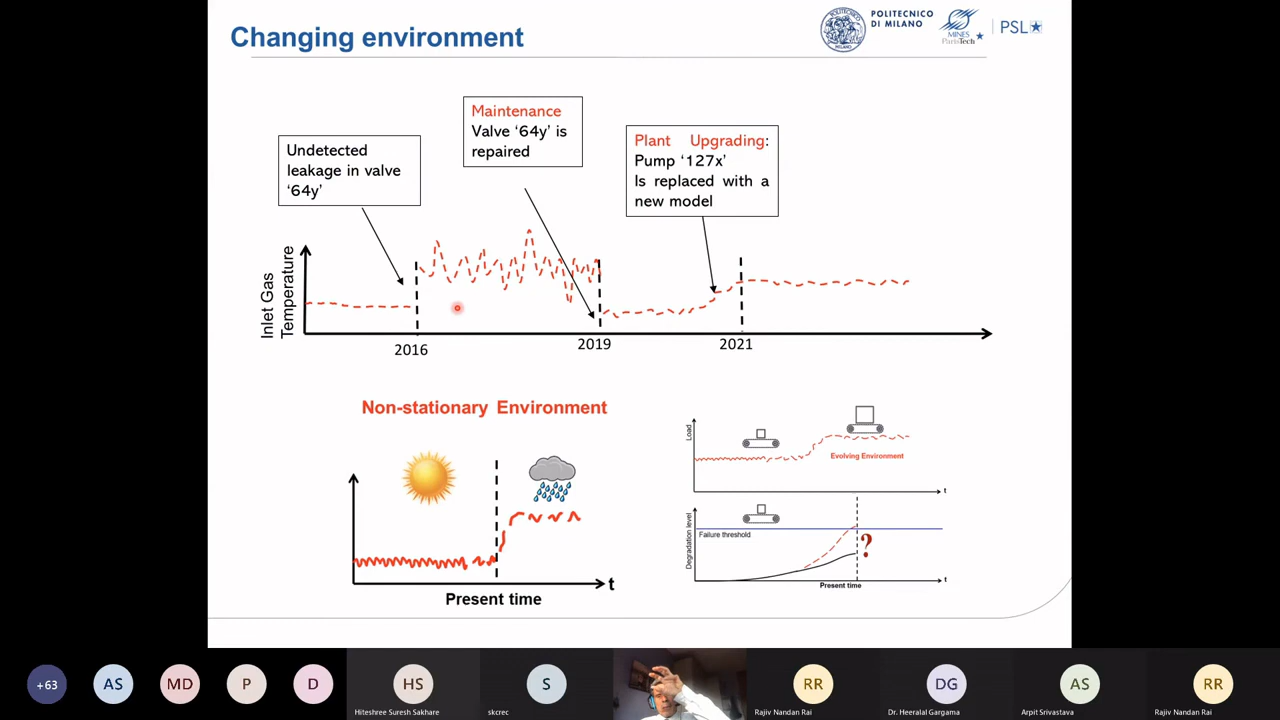 Changing environment
POLITECNICO
DI MILANO
MINES
ParisTech
PSL
Maintenance
Valve ‘64y’ is
repaired
Undetected
leakage in valve
‘64y’
Plant Upgrading:
Pump ‘127x’
Is replaced with a
new model
Inlet Gas
Temperature
2016
2019
2021
Non-stationary Environment
t
Present time
Load
Evolving Environment
t
Degradation level
Failure threshold
?
t
Present time
+63
AS
MD
P
D
HS
Hiteshree Suresh Sakhare
S
skcrec
RR
Rajiv Nandan Rai
DG
Dr. Heeralal Gargama
AS
Arpit Srivastava
RR
Rajiv Nandan Rai